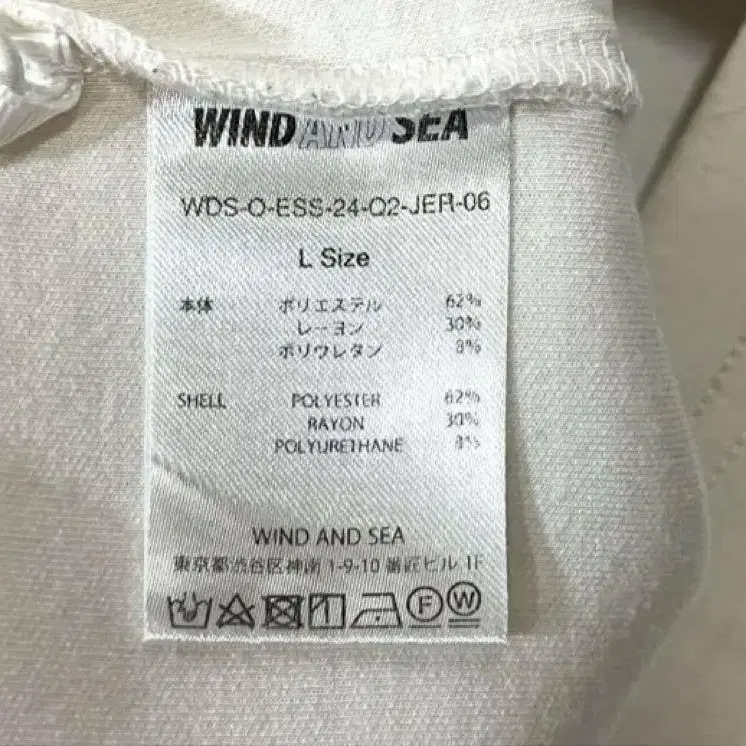 WIND AND SEA
WDS-O-ESS-24-Q2-JER-06
L Size
本体 ポリエステル 62%
レーヨン 30%
ポリウレタン 8%
SHELL POLYESTER 62%
RAYON 30%
POLYURETHANE 8%
WIND AND SEA
東京都渋谷区神南 1-9-10 ビル 1F
F W